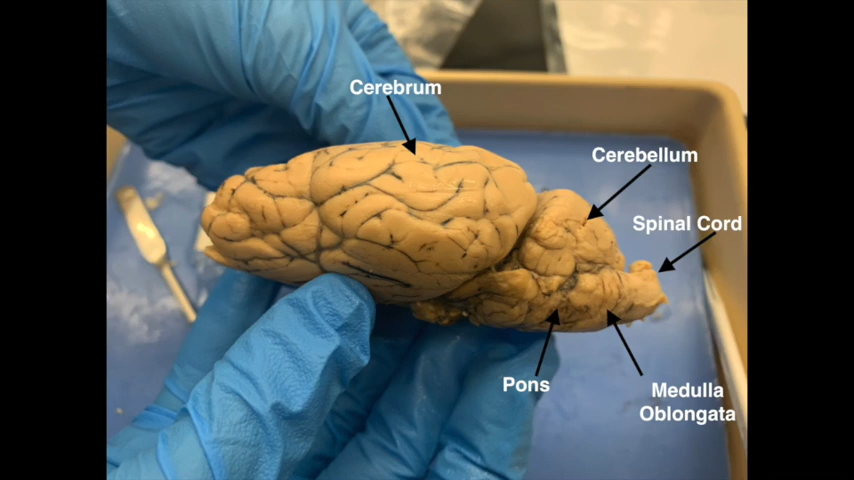 Cerebrum
Cerebellum
Spinal Cord
Pons
Medulla
Oblongata